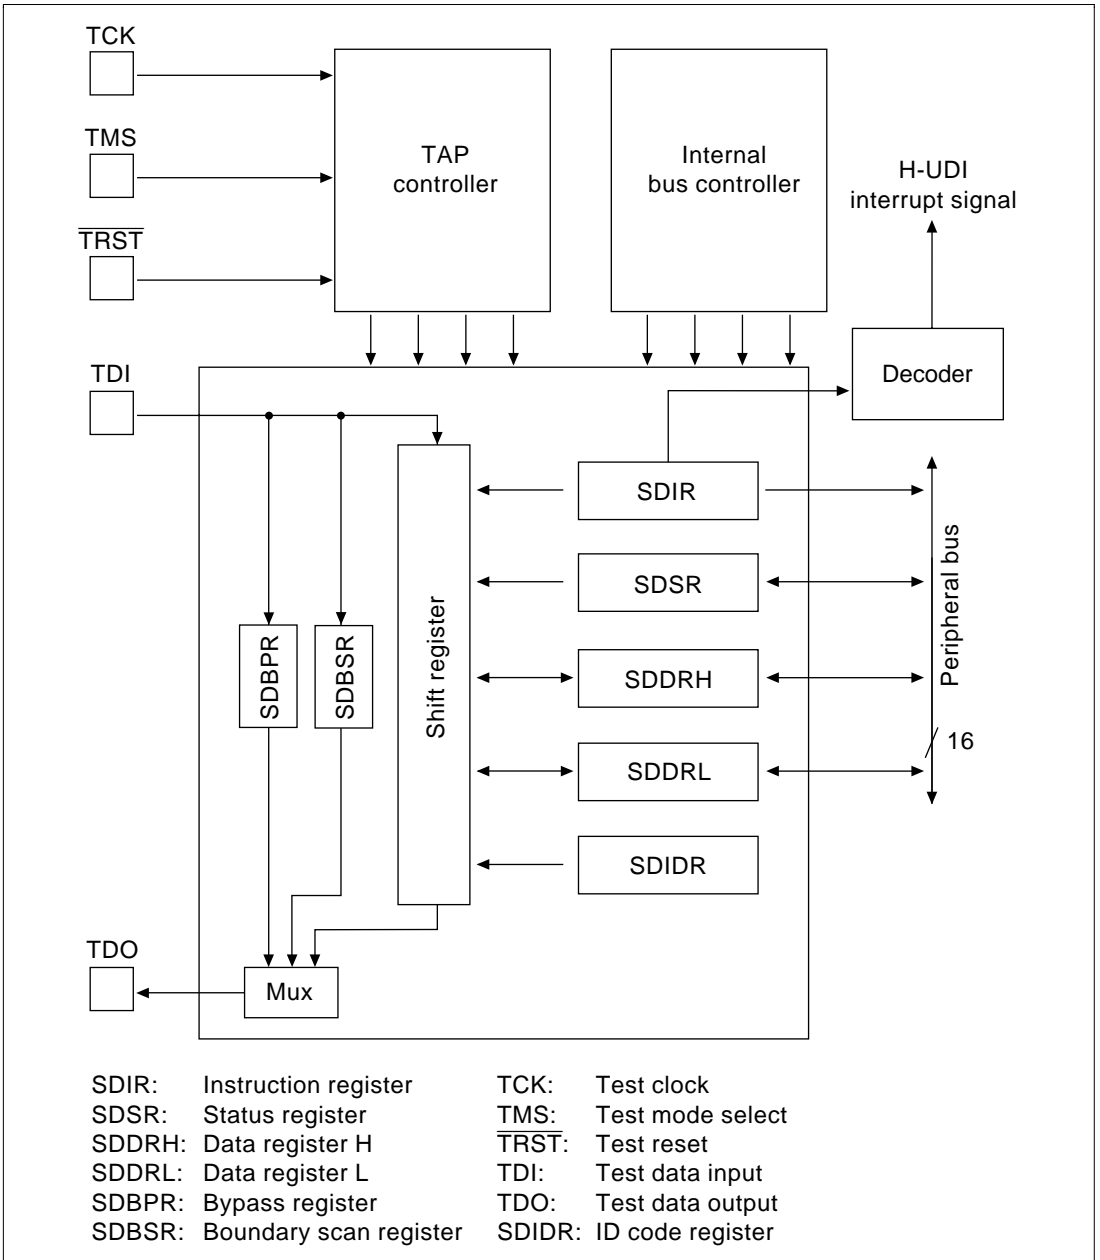 TCK
TMS
TRST
TAP
controller
Internal
bus controller
H-UDI
interrupt signal
TDI
Decoder
SDIR
SDSR
SDDRH
SDDRL
SDIDR
SDBPR
SDBSR
Shift register
Peripheral bus
16
TDO
Mux
SDIR: Instruction register
SDSR: Status register
SDDRH: Data register H
SDDRL: Data register L
SDBPR: Bypass register
SDBSR: Boundary scan register
TCK: Test clock
TMS: Test mode select
TRST: Test reset
TDI: Test data input
TDO: Test data output
SDIDR: ID code register